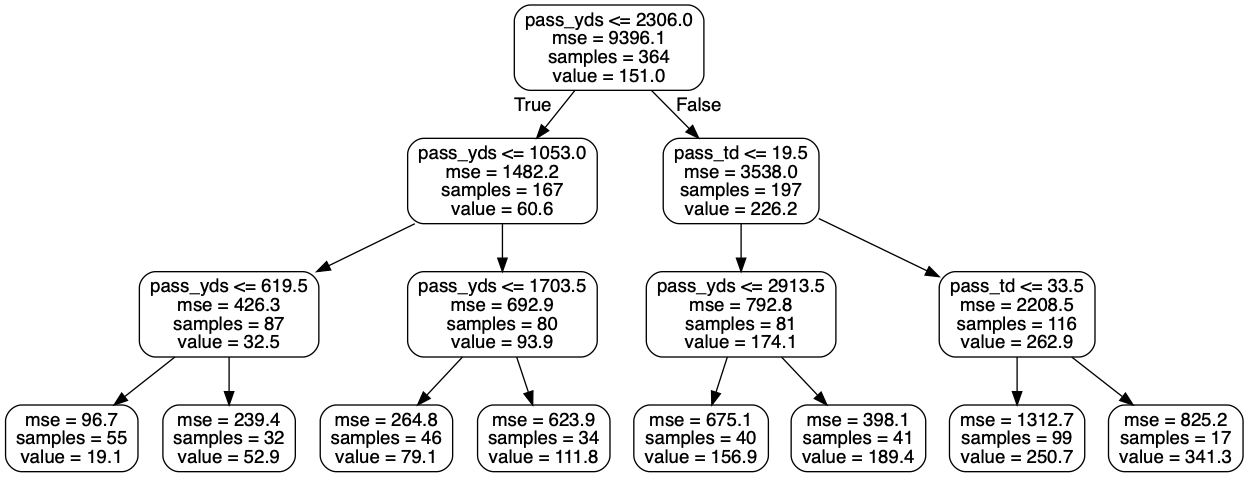 pass_yds <= 2306.0
mse = 9396.1
samples = 364
value = 151.0
True
False
pass_yds <= 1053.0
mse = 1482.2
samples = 167
value = 60.6
pass_td <= 19.5
mse = 3538.0
samples = 197
value = 226.2
pass_yds <= 619.5
mse = 426.3
samples = 87
value = 32.5
pass_yds <= 1703.5
mse = 692.9
samples = 80
value = 93.9
pass_yds <= 2913.5
mse = 792.8
samples = 81
value = 174.1
pass_td <= 33.5
mse = 2208.5
samples = 116
value = 262.9
mse = 96.7
samples = 55
value = 19.1
mse = 239.4
samples = 32
value = 52.9
mse = 264.8
samples = 46
value = 79.1
mse = 623.9
samples = 34
value = 111.8
mse = 675.1
samples = 40
value = 156.9
mse = 398.1
samples = 41
value = 189.4
mse = 1312.7
samples = 99
value = 250.7
mse = 825.2
samples = 17
value = 341.3